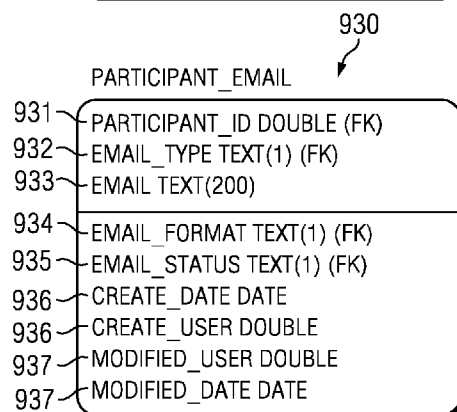 930
PARTICIPANT_EMAIL
931 PARTICIPANT_ID DOUBLE (FK)
932 EMAIL_TYPE TEXT(1) (FK)
933 EMAIL TEXT(200)
934 EMAIL_FORMAT TEXT(1) (FK)
935 EMAIL_STATUS TEXT(1) (FK)
936 CREATE_DATE DATE
936 CREATE_USER DOUBLE
937 MODIFIED_USER DOUBLE
937 MODIFIED_DATE DATE